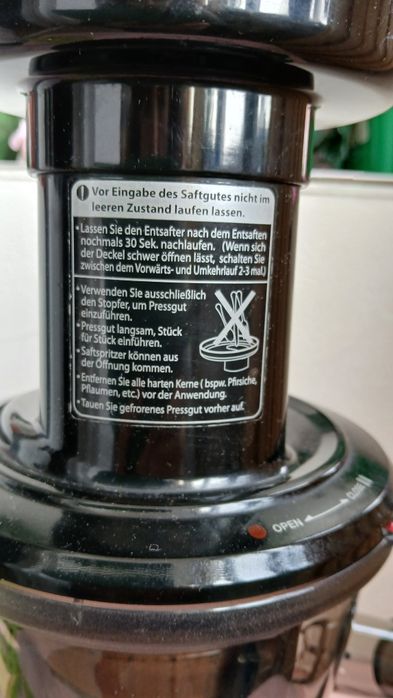 Vor Eingabe des Saftgutes nicht im
leeren Zustand laufen lassen.
• Lassen Sie den Entsafter nach dem Entsaften
nochmals 30 Sek. nachlaufen. (Wenn sich
der Deckel schwer öffnen lässt, schalten Sie
zwischen dem Vorwärts- und Umkehrlauf 2-3 mal.)
• Verwenden Sie ausschließlich
den Stopfer, um Pressgut
einzuführen.
• Pressgut langsam, Stück
für Stück einführen.
• Saftspritzer können aus
der Öffnung kommen.
• Entfernen Sie alle harten Kerne ( bspw. Pfirsiche,
Pflaumen, etc.) vor der Anwendung.
• Tauen Sie gefrorenes Pressgut vorher auf.
OPEN